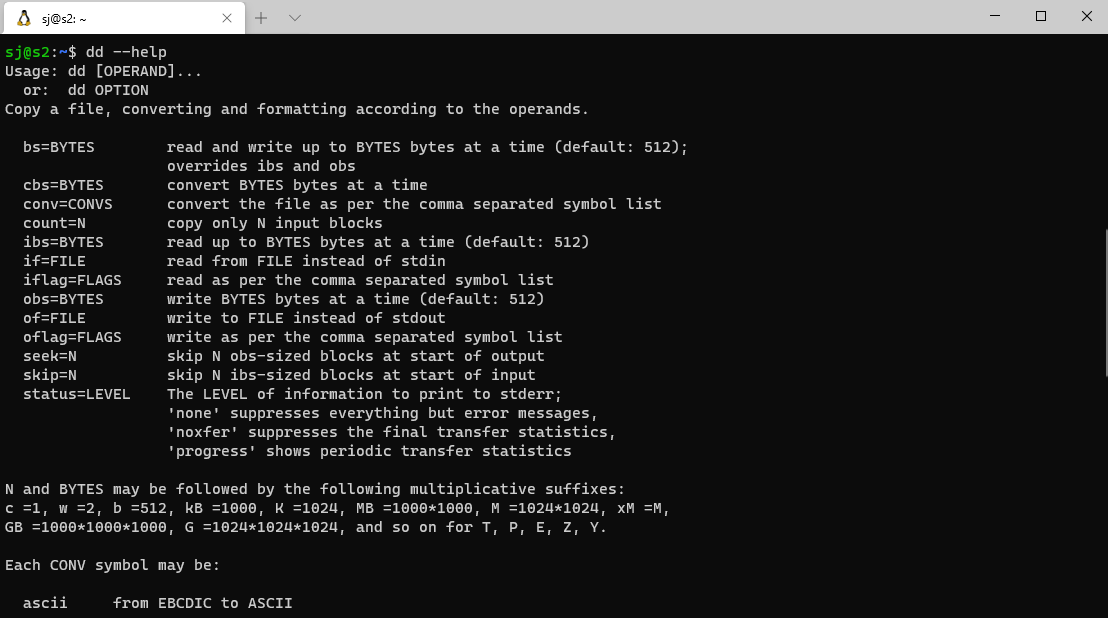 sj@s2: ~
sj@s2:~$ dd --help
Usage: dd [OPERAND]...
  or:  dd OPTION
Copy a file, converting and formatting according to the operands.

  bs=BYTES        read and write up to BYTES bytes at a time (default: 512);
                  overrides ibs and obs
  cbs=BYTES       convert BYTES bytes at a time
  conv=CONVS      convert the file as per the comma separated symbol list
  count=N         copy only N input blocks
  ibs=BYTES       read up to BYTES bytes at a time (default: 512)
  if=FILE         read from FILE instead of stdin
  iflag=FLAGS     read as per the comma separated symbol list
  obs=BYTES       write BYTES bytes at a time (default: 512)
  of=FILE         write to FILE instead of stdout
  oflag=FLAGS     write as per the comma separated symbol list
  seek=N          skip N obs-sized blocks at start of output
  skip=N          skip N ibs-sized blocks at start of input
  status=LEVEL    The LEVEL of information to print to stderr;
                  'none' suppresses everything but error messages,
                  'noxfer' suppresses the final transfer statistics,
                  'progress' shows periodic transfer statistics

N and BYTES may be followed by the following multiplicative suffixes:
c =1, w =2, b =512, kB =1000, K =1024, MB =1000*1000, M =1024*1024, xM =M,
GB =1000*1000*1000, G =1024*1024*1024, and so on for T, P, E, Z, Y.

Each CONV symbol may be:

  ascii     from EBCDIC to ASCII